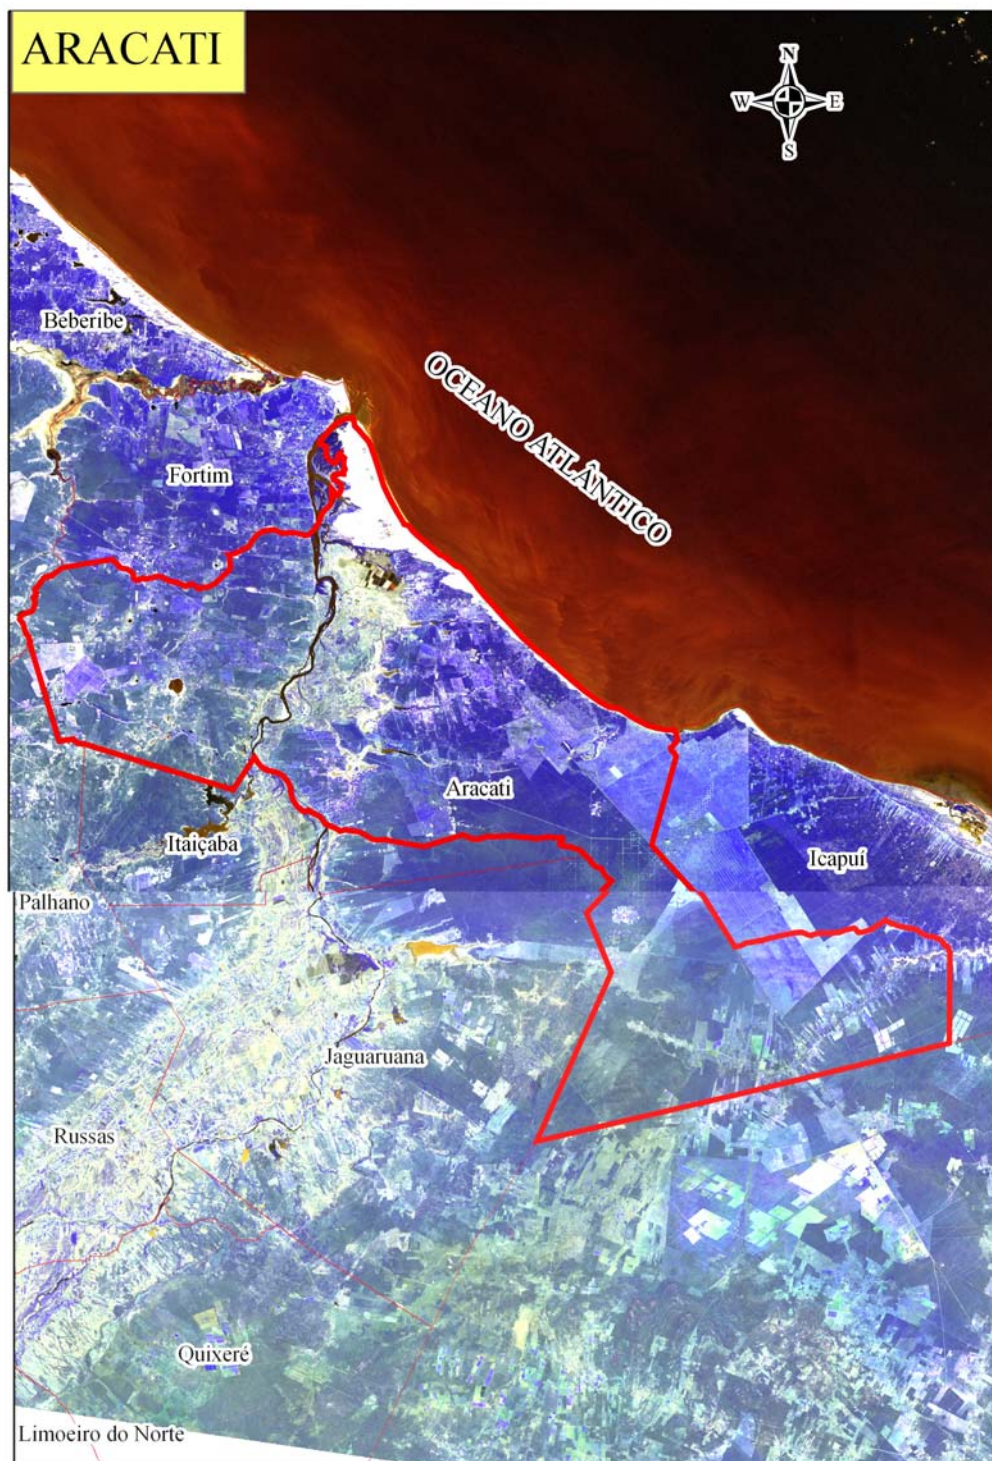 ARACATI
N
W E
S
Beberibe
OCEANO ATLÂNTICO
Fortim
Aracati
Itaiçaba
Icapuí
Palhano
Jaguaruana
Russas
Quixeré
Limoeiro do Norte